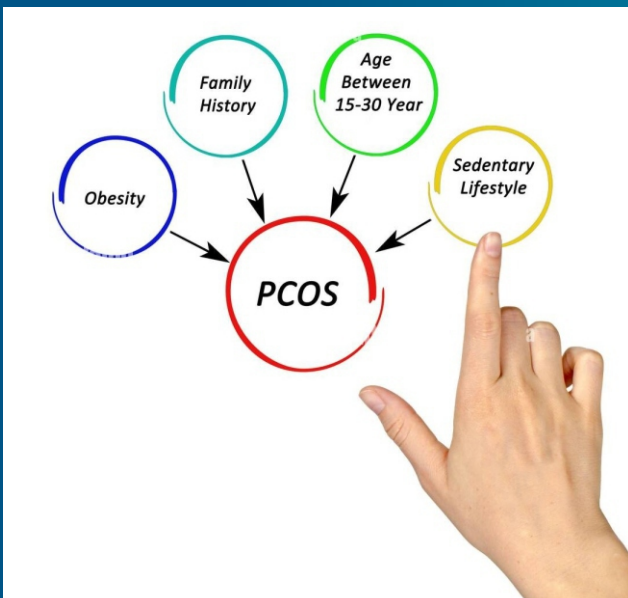 Family
History
Age
Between
15-30 Year
Obesity
Sedentary
Lifestyle
PCOS
a